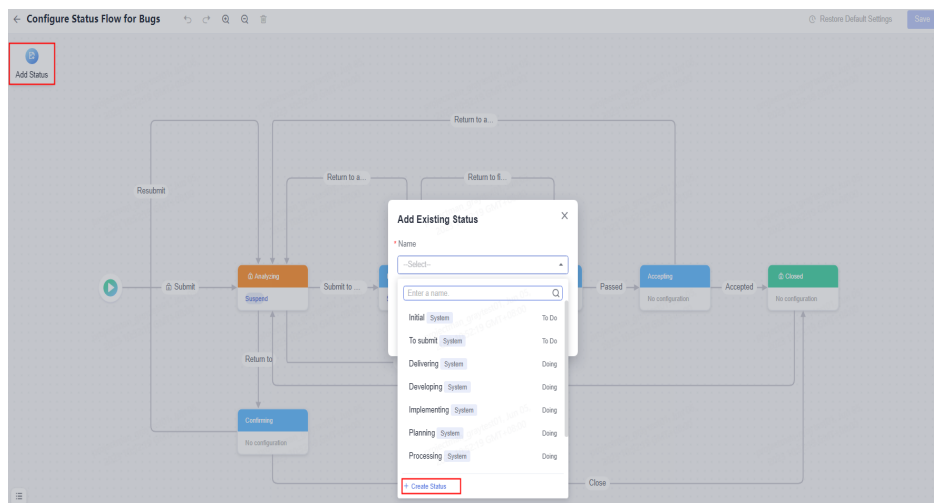 Configure Status Flow for Bugs
Restore Default Settings
Save
Add Status
Return to a...
Return to a...
Return to fi...
Resubmit
Add Existing Status
* Name
--Select--
Submit
Analyzing
Suspend
Submit to ...
Passed
Accepting
No configuration
Accepted
Closed
No configuration
Enter a name.
Initial System To Do
To submit System To Do
Delivering System Doing
Developing System Doing
Implementing System Doing
Planning System Doing
Processing System Doing
+ Create Status
Return to
Confirming
No configuration
Close